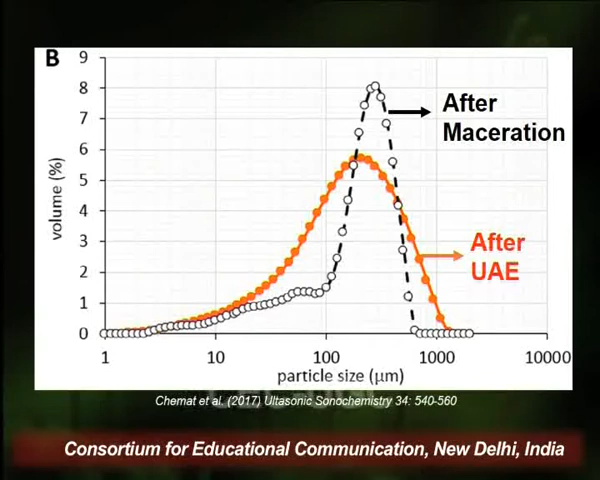 B
9
8
7
6
5
4
3
2
1
0
volume (%)
After
Maceration
After
UAE
1 10 100 1000 10000
particle size (µm)
Chemat et al. (2017) Ultasonic Sonochemistry 34: 540-560
Consortium for Educational Communication, New Delhi, India